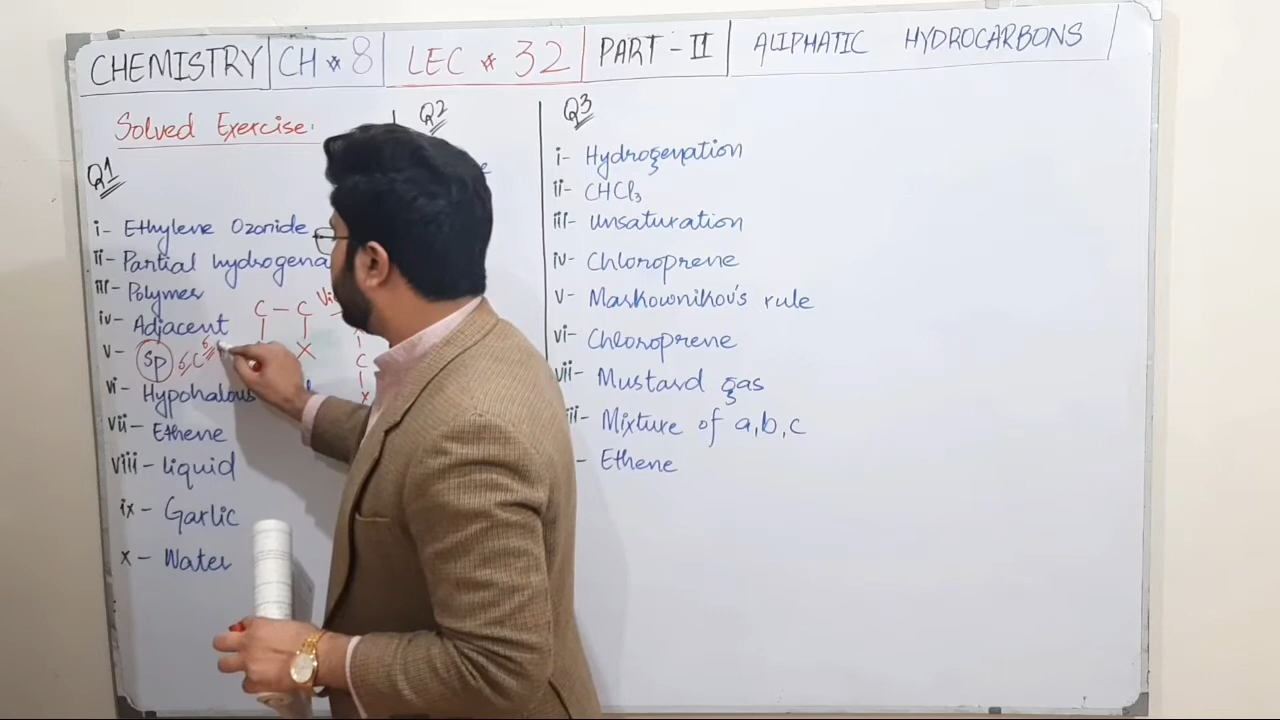 CHEMISTRY CH * 8 LEC * 32 PART - II ALIPHATIC HYDROCARBONS
Solved Exercise.
Q1
i- Ethylene Ozonide
ii- Partial
iii- Polymer
iv- Adjacent
C - C
X
C
X
v- Sp
vi- Hypohalous
vii- Ethene
viii- liquid
ix- Garlic
x- Water
Q2
Q3
i- Hydrogenation
ii- CHCl3
iii- Unsaturation
iv- Chloroprene
v- Markownikov's rule
vi- Chloroprene
vii- Mustard gas
Mixture of a, b, c
- Ethene